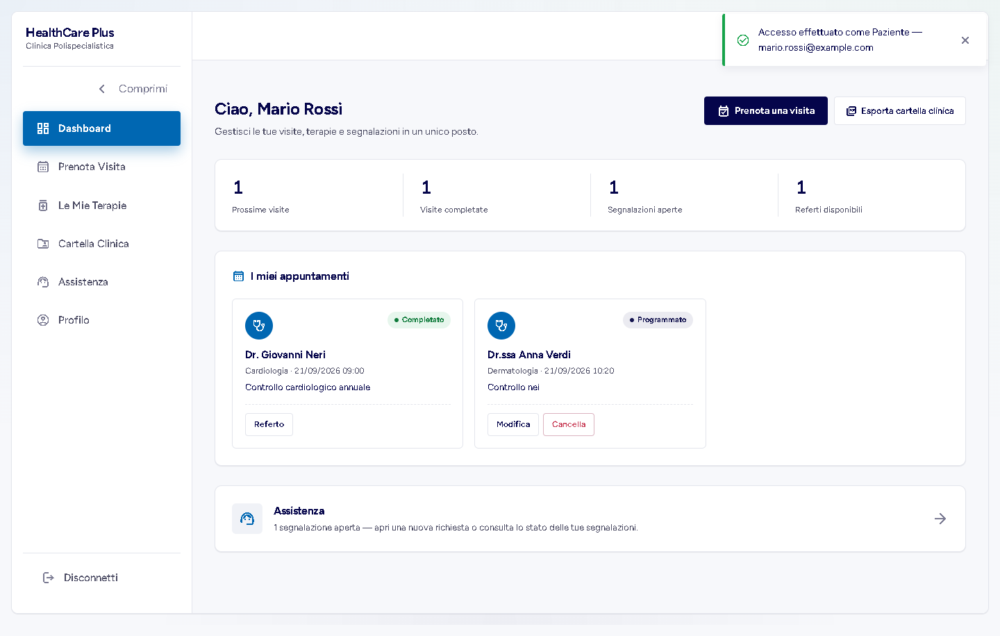 HealthCare Plus
Clinica Polispecialistica
Comprimi
Dashboard
Prenota Visita
Le Mie Terapie
Cartella Clinica
Assistenza
Profilo
Disconnetti
Accesso effettuato come Paziente —
mario.rossi@example.com
Ciao, Mario Rossi
Gestisci le tue visite, terapie e segnalazioni in un unico posto.
Prenota una visita
Esporta cartella clinica
1
Prossime visite
1
Visite completate
1
Segnalazioni aperte
1
Referti disponibili
I miei appuntamenti
Completato
Dr. Giovanni Neri
Cardiologia · 21/09/2026 09:00
Controllo cardiologico annuale
Referto
Programmato
Dr.ssa Anna Verdi
Dermatologia · 21/09/2026 10:20
Controllo nei
Modifica
Cancella
Assistenza
1 segnalazione aperta — apri una nuova richiesta o consulta lo stato delle tue segnalazioni.